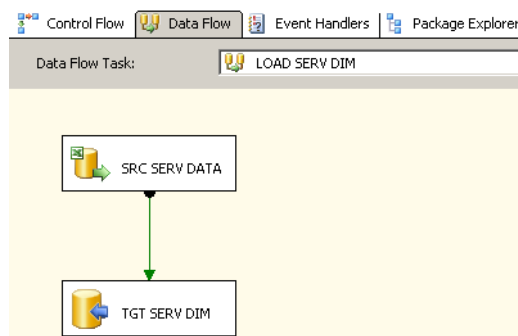 Control Flow Data Flow Event Handlers Package Explorer
Data Flow Task: LOAD SERV DIM
SRC SERV DATA
TGT SERV DIM